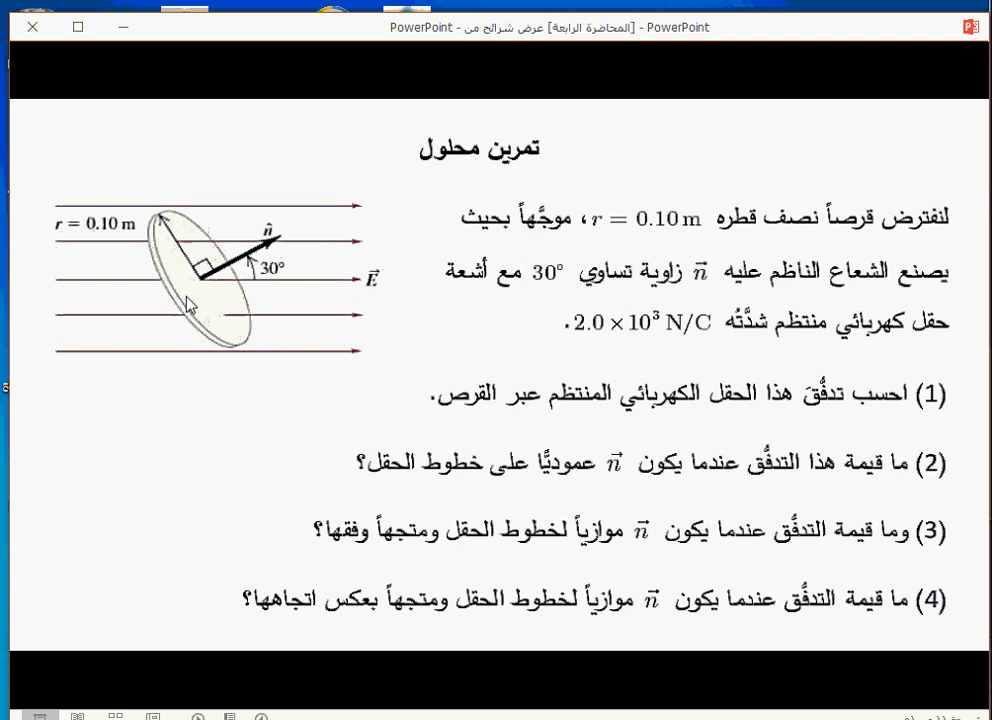 PowerPoint - [المحاضرة الرابعة] عرض شرائح من - PowerPoint
تمرين محلول
لنفترض قرصاً نصف قطره r = 0.10 m، موجَّهاً بحيث
يصنع الشعاع الناظم عليه n⃗ زاوية تساوي 30° مع أشعة
حقل كهربائي منتظم شدَّتُه 2.0 × 10³ N/C.
r = 0.10 m
n̂
30°
E⃗
(1) احسب تدفُّقَ هذا الحقل الكهربائي المنتظم عبر القرص.
(2) ما قيمة هذا التدفُّق عندما يكون n⃗ عموديًّا على خطوط الحقل؟
(3) وما قيمة التدفُّق عندما يكون n⃗ موازياً لخطوط الحقل ومتجهاً وفقها؟
(4) ما قيمة التدفُّق عندما يكون n⃗ موازياً لخطوط الحقل ومتجهاً بعكس اتجاهها؟